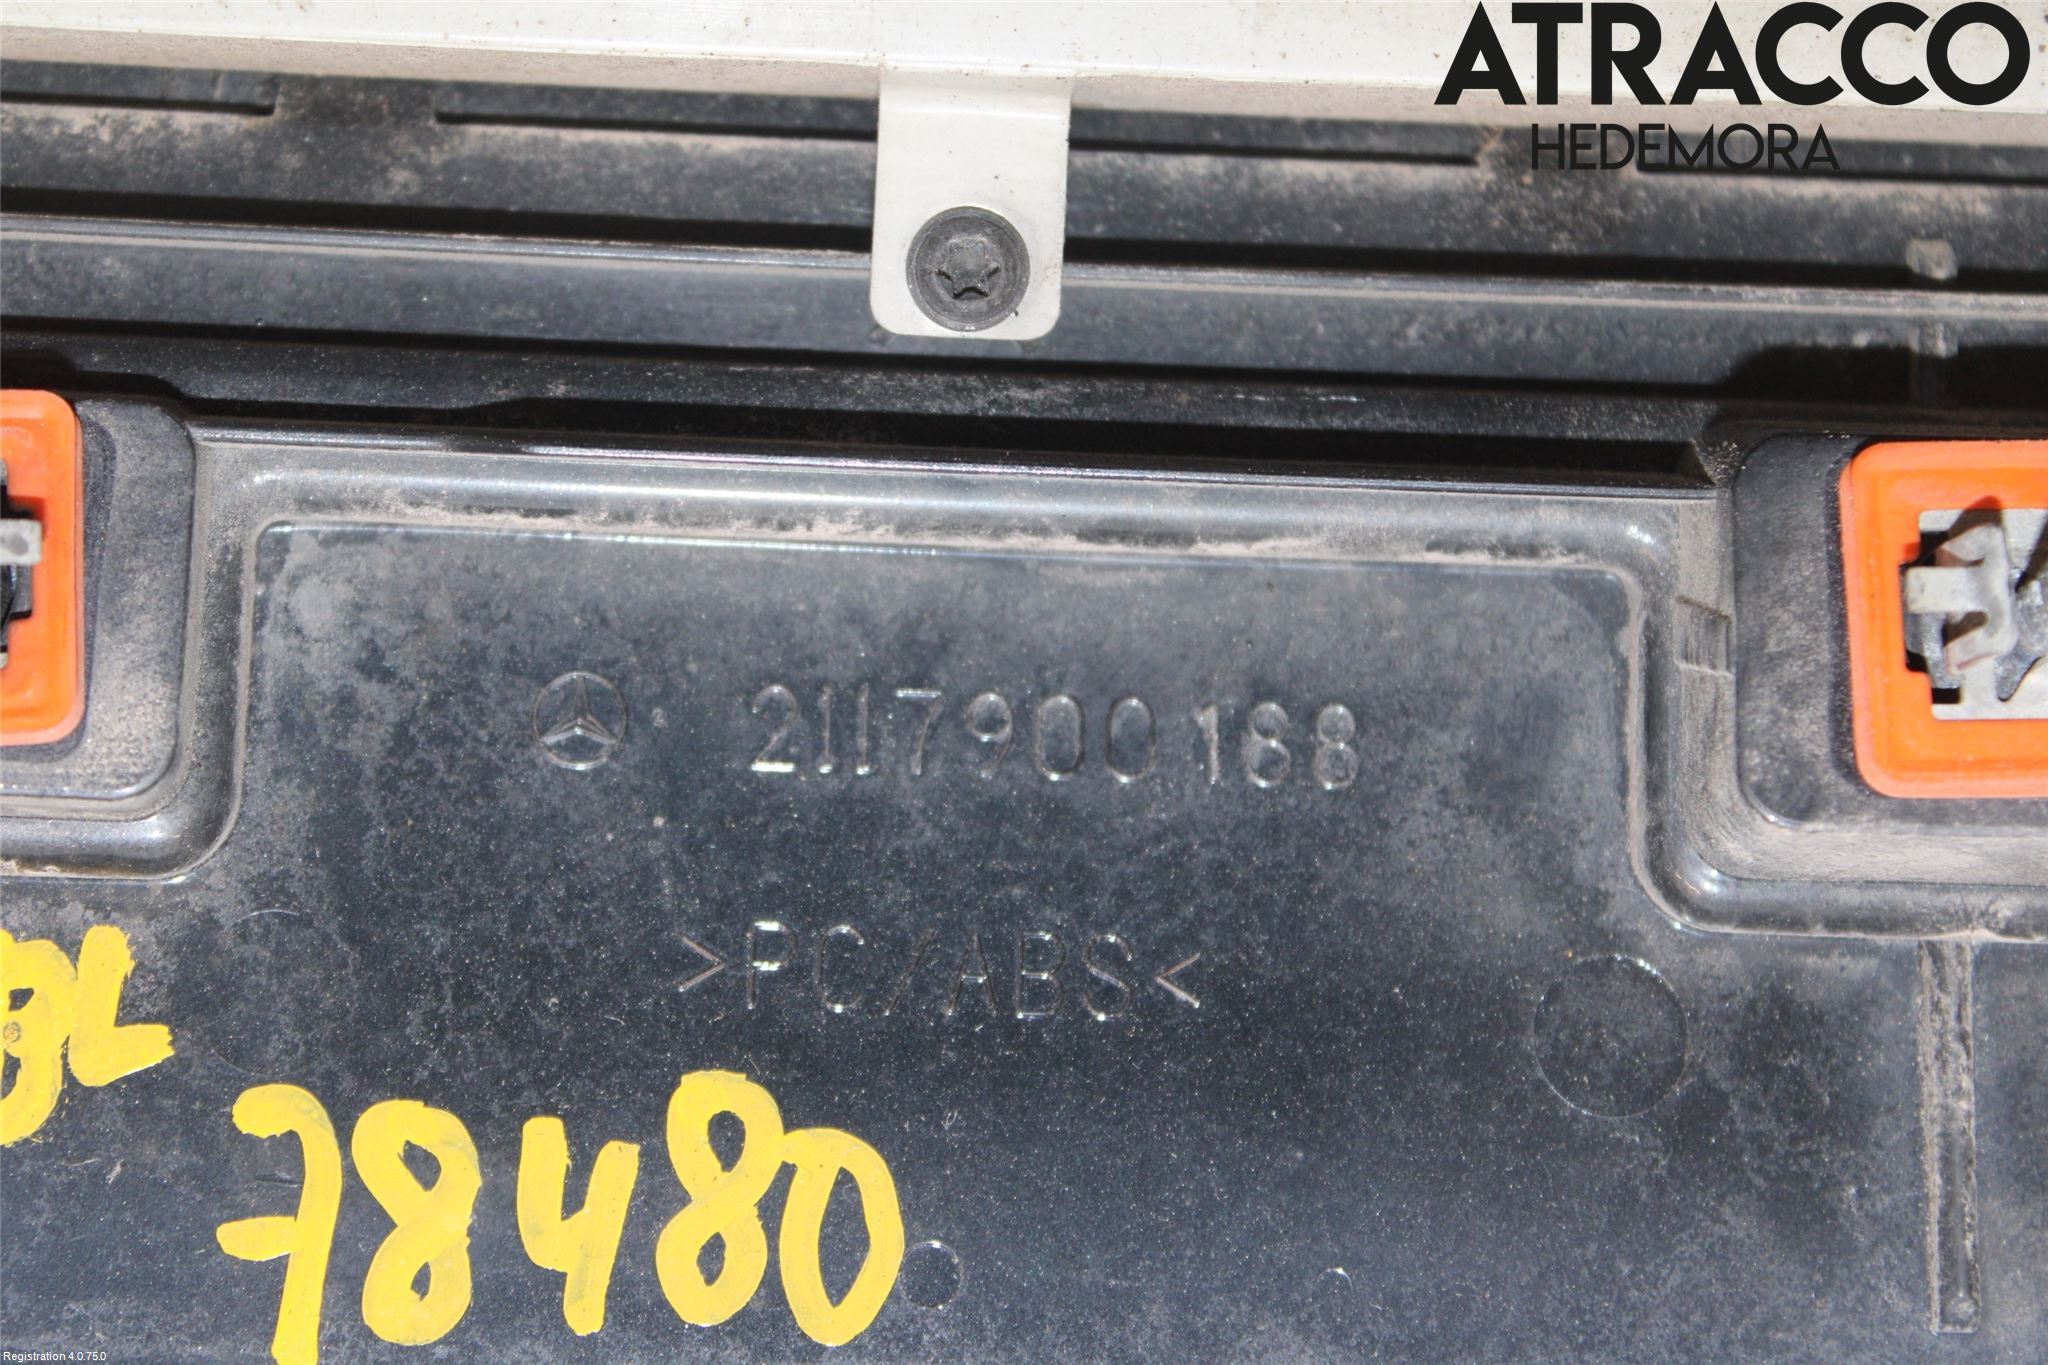 ATRACCO
HEDEMORA
2117900188
>PC/ABS<
78480
Registration 4.0.75.0